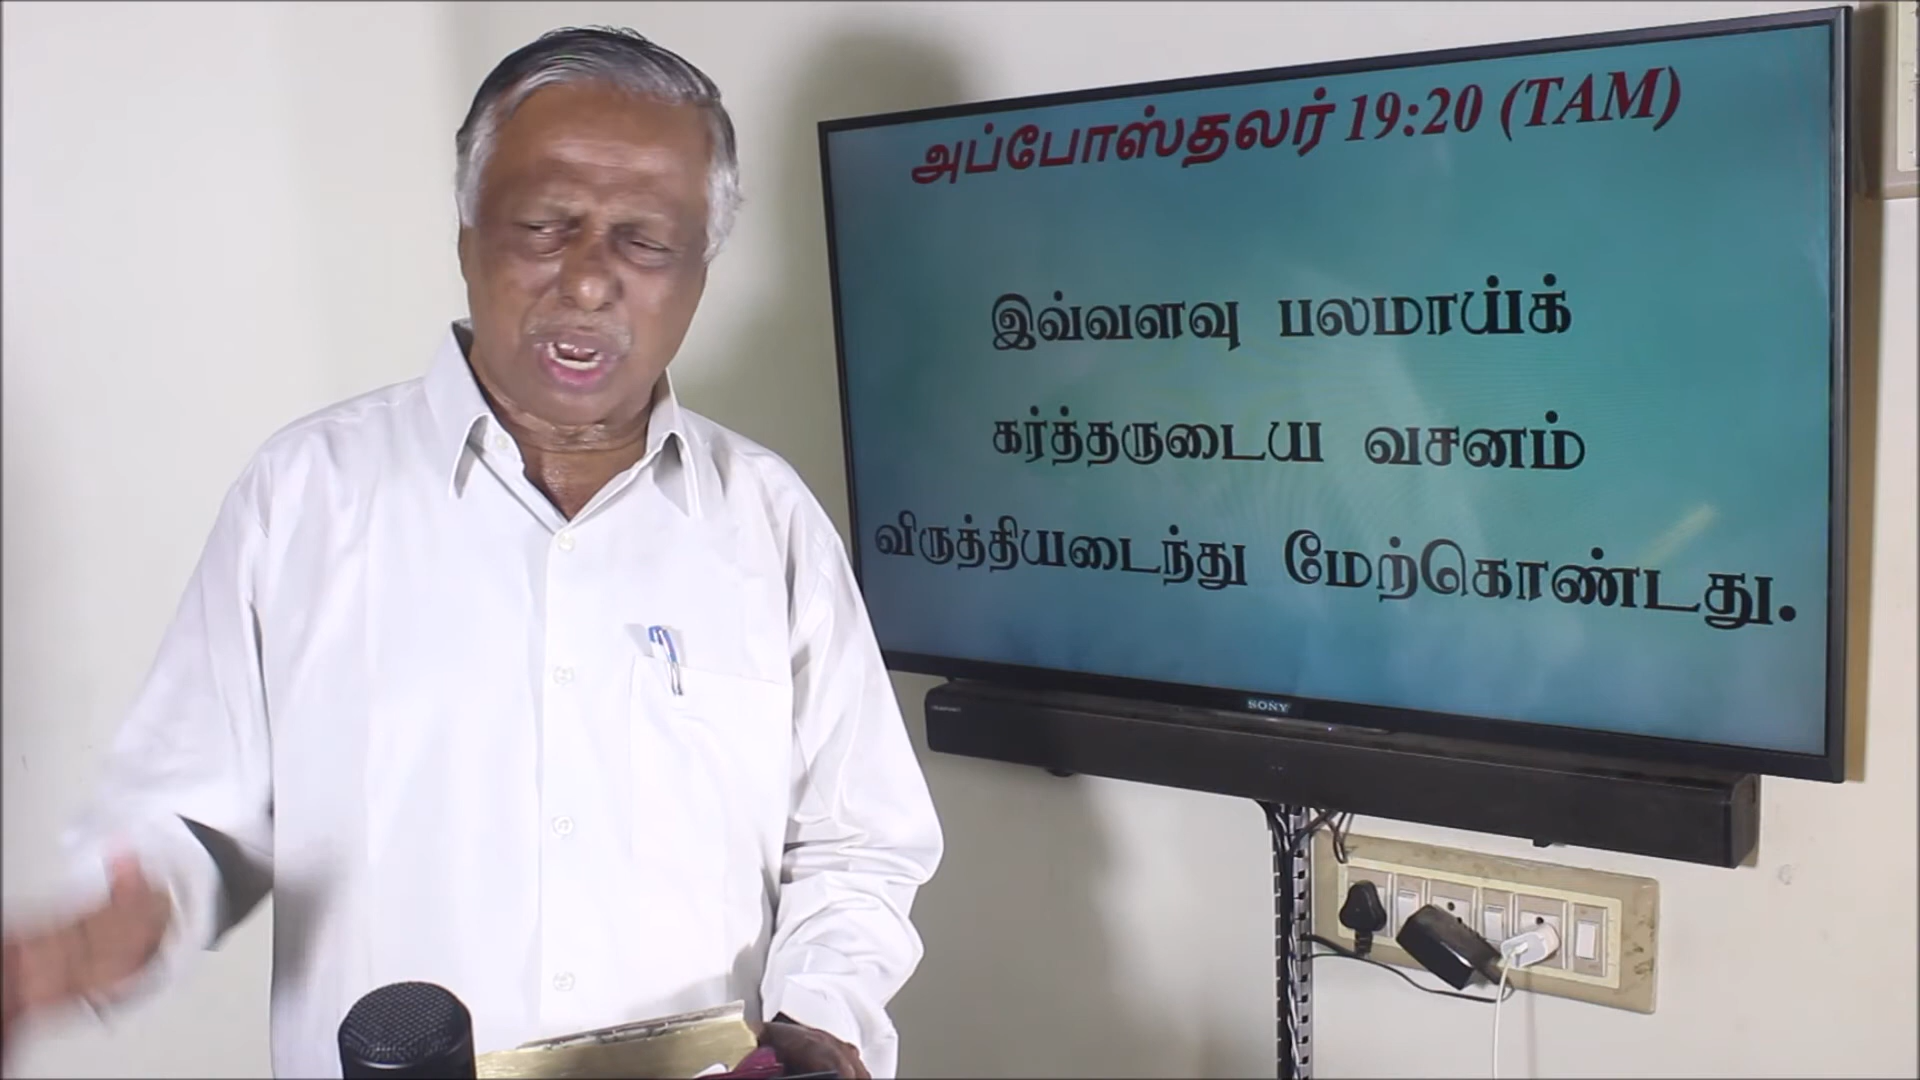 அப்போஸ்தலர் 19:20 (TAM)
இவ்வளவு பலமாய்க்
கர்த்தருடைய வசனம்
விருத்தியடைந்து மேற்கொண்டது.
SONY